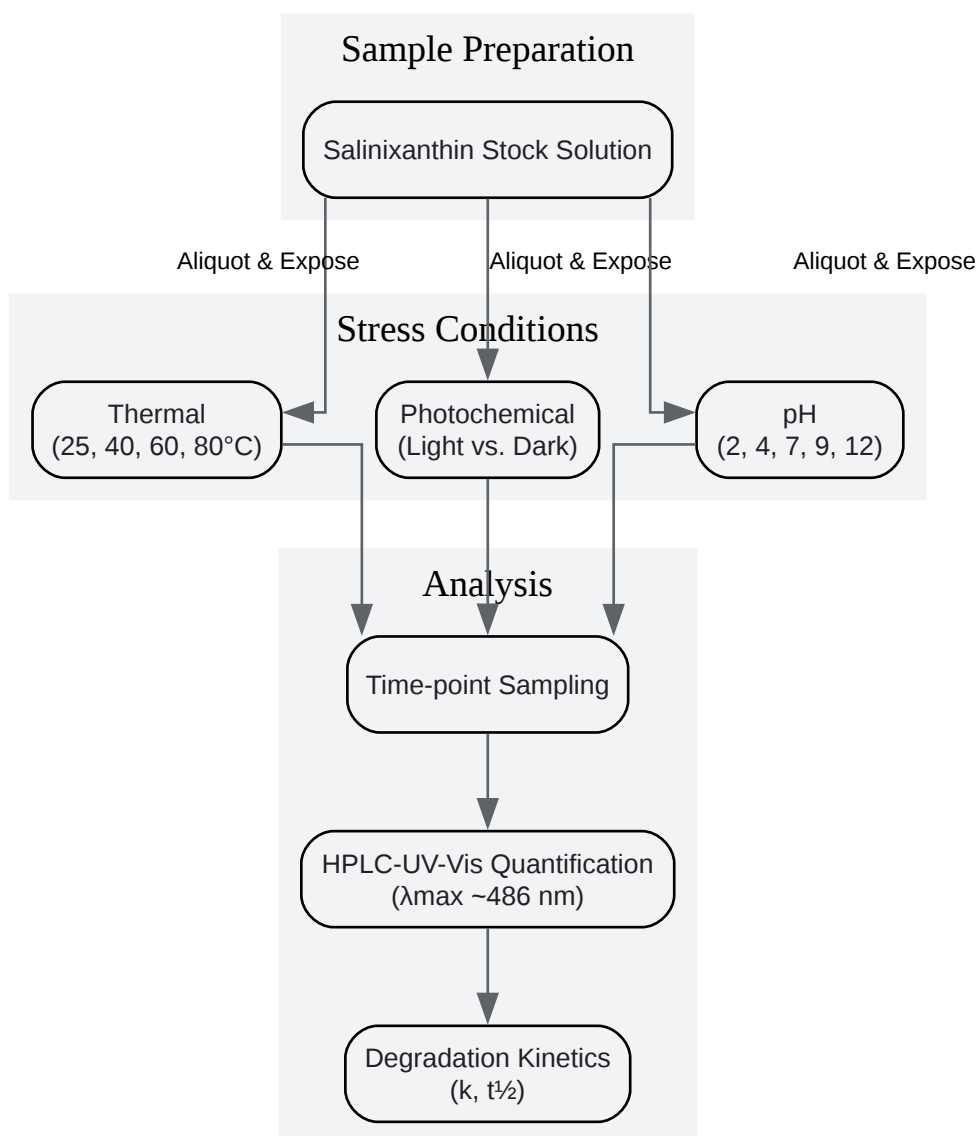 Sample Preparation
Salinixanthin Stock Solution
Aliquot & Expose
Aliquot & Expose
Aliquot & Expose
Stress Conditions
Thermal
(25, 40, 60, 80°C)
Photochemical
(Light vs. Dark)
pH
(2, 4, 7, 9, 12)
Analysis
Time-point Sampling
HPLC-UV-Vis Quantification
(λmax ~486 nm)
Degradation Kinetics
(k, t½)